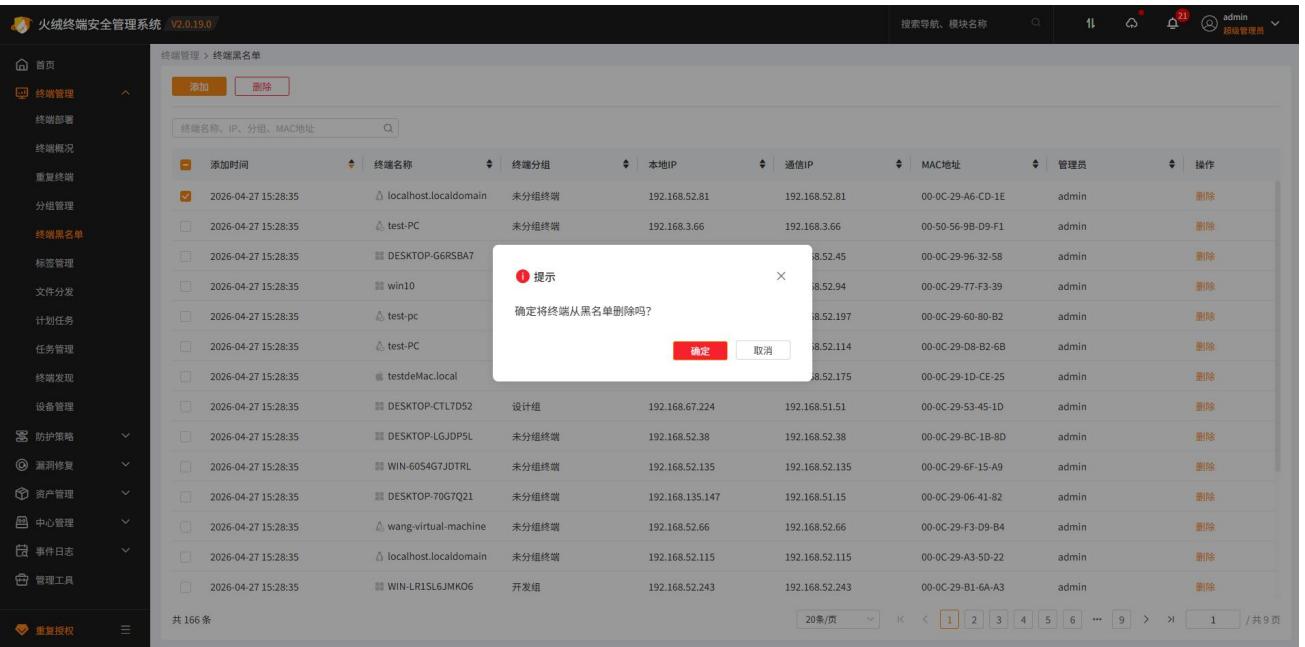 火绒终端安全管理系统 V2.0.19.0 搜索导航、模块名称 21 admin 超级管理员
首页
终端管理
终端部署
终端概况
重复终端
分组管理
终端黑名单
标签管理
文件分发
计划任务
任务管理
终端发现
设备管理
防护策略
漏洞修复
资产管理
中心管理
事件日志
管理工具
重复授权
终端管理 > 终端黑名单
添加 删除
终端名称、IP、分组、MAC地址
添加时间 终端名称 终端分组 本地IP 通信IP MAC地址 管理员 操作
2026-04-27 15:28:35 localhost.localdomain 未分组终端 192.168.52.81 192.168.52.81 00-0C-29-A6-CD-1E admin 删除
2026-04-27 15:28:35 test-PC 未分组终端 192.168.3.66 192.168.3.66 00-50-56-9B-D9-F1 admin 删除
2026-04-27 15:28:35 DESKTOP-G6RSBA7 8.52.45 00-0C-29-96-32-58 admin 删除
2026-04-27 15:28:35 win10 8.52.94 00-0C-29-77-F3-39 admin 删除
2026-04-27 15:28:35 test-pc 8.52.197 00-0C-29-60-80-B2 admin 删除
2026-04-27 15:28:35 test-PC 8.52.114 00-0C-29-D8-B2-6B admin 删除
2026-04-27 15:28:35 testdeMac.local 8.52.175 00-0C-29-1D-CE-25 admin 删除
2026-04-27 15:28:35 DESKTOP-CTL7D52 设计组 192.168.67.224 192.168.51.51 00-0C-29-53-45-1D admin 删除
2026-04-27 15:28:35 DESKTOP-LGJDP5L 未分组终端 192.168.52.38 192.168.52.38 00-0C-29-BC-1B-8D admin 删除
2026-04-27 15:28:35 WIN-60S4G7JDTRL 未分组终端 192.168.52.135 192.168.52.135 00-0C-29-6F-15-A9 admin 删除
2026-04-27 15:28:35 DESKTOP-70G7Q21 未分组终端 192.168.135.147 192.168.51.15 00-0C-29-06-41-82 admin 删除
2026-04-27 15:28:35 wang-virtual-machine 未分组终端 192.168.52.66 192.168.52.66 00-0C-29-F3-D9-B4 admin 删除
2026-04-27 15:28:35 localhost.localdomain 未分组终端 192.168.52.115 192.168.52.115 00-0C-29-A3-5D-22 admin 删除
2026-04-27 15:28:35 WIN-LR1SL6JMKO6 开发组 192.168.52.243 192.168.52.243 00-0C-29-B1-6A-A3 admin 删除
共 166 条 20条/页 1 2 3 4 5 6 ••• 9 1 / 共 9 页
提示
确定将终端从黑名单删除吗?
确定 取消